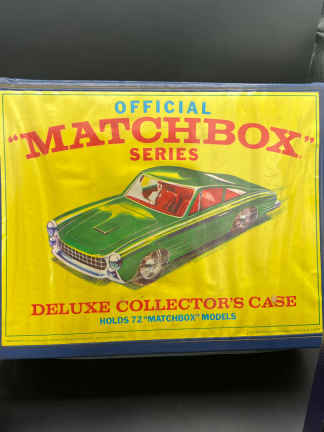 OFFICIAL
"MATCHBOX"
SERIES
DELUXE COLLECTOR'S CASE
HOLDS 72 "MATCHBOX" MODELS